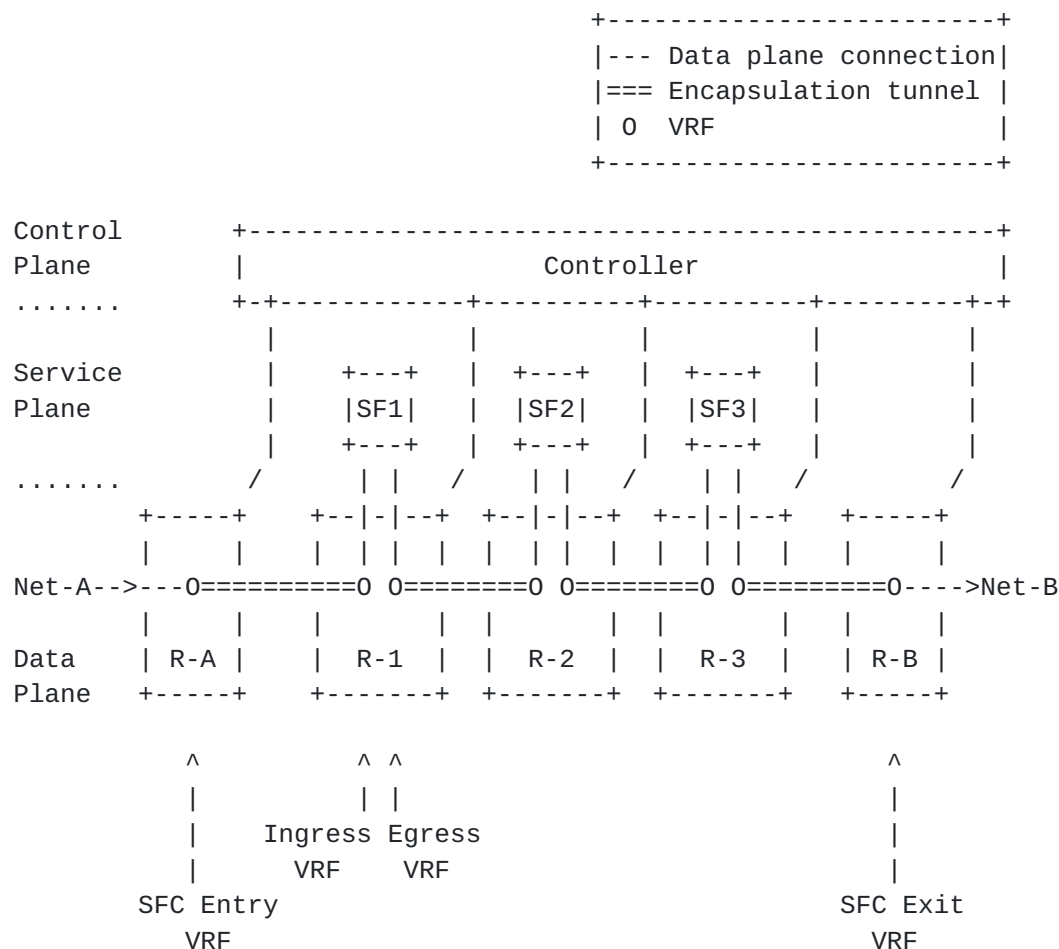 +-------------------------+
|--- Data plane connection|
|=== Encapsulation tunnel |
| O  VRF                  |
+-------------------------+
Control       +------------------------------------------------+
Plane         |                   Controller                   |
.......       +-+------------+----------+----------+---------+-+
                |            |          |          |         |
Service         |    +---+   |  +---+   |  +---+   |         |
Plane           |    |SF1|   |  |SF2|   |  |SF3|   |         |
                |    +---+   |  +---+   |  +---+   |         |
.......        /      | |   /    | |   /    | |   /         /
        +-----+    +--|-|--+  +--|-|--+  +--|-|--+   +-----+
        |     |    |  | |  |  |  | |  |  |  | |  |   |     |
Net-A-->---O==========O O========O O========O O=========O---->Net-B
        |     |    |       |  |       |  |       |   |     |
Data    | R-A |    |  R-1  |  |  R-2  |  |  R-3  |   | R-B |
Plane   +-----+    +-------+  +-------+  +-------+   +-----+
           ^          ^ ^                               ^
           |          | |                               |
           |    Ingress Egress                          |
           |      VRF    VRF                            |
        SFC Entry                                    SFC Exit
           VRF                                         VRF